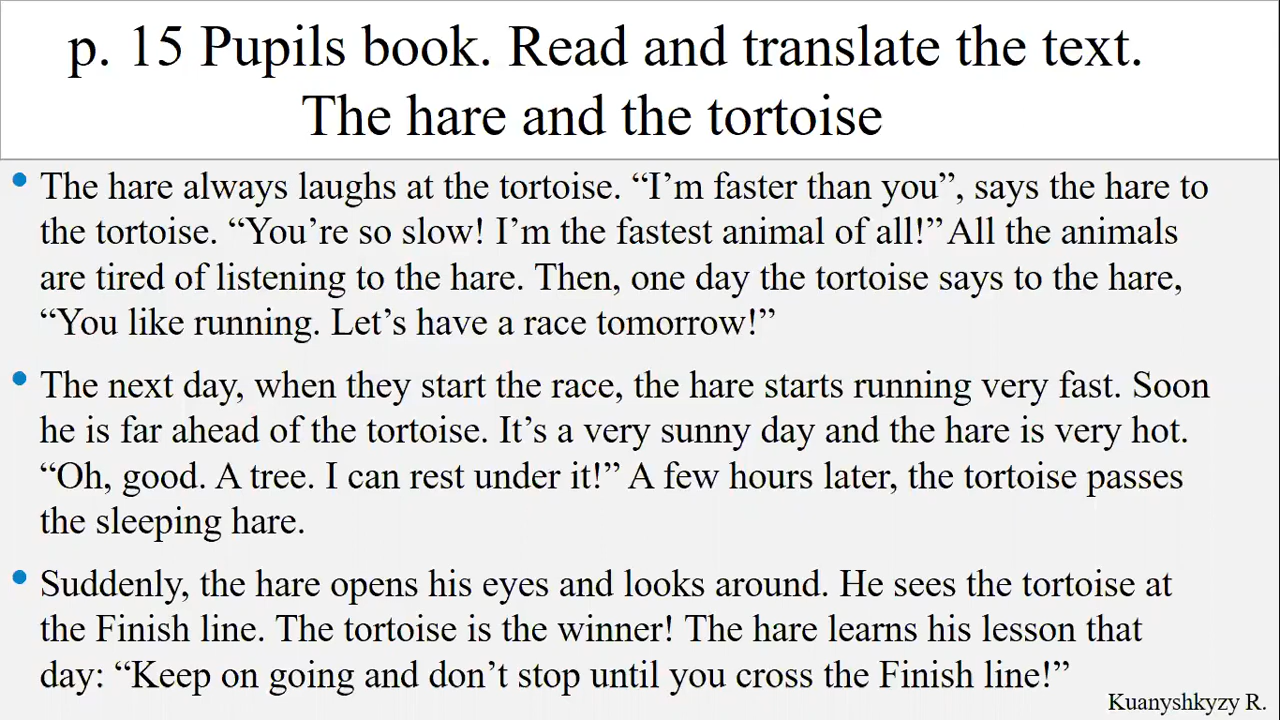 p. 15 Pupils book. Read and translate the text.
The hare and the tortoise
• The hare always laughs at the tortoise. “I’m faster than you”, says the hare to
the tortoise. “You’re so slow! I’m the fastest animal of all!” All the animals
are tired of listening to the hare. Then, one day the tortoise says to the hare,
“You like running. Let’s have a race tomorrow!”
• The next day, when they start the race, the hare starts running very fast. Soon
he is far ahead of the tortoise. It’s a very sunny day and the hare is very hot.
“Oh, good. A tree. I can rest under it!” A few hours later, the tortoise passes
the sleeping hare.
• Suddenly, the hare opens his eyes and looks around. He sees the tortoise at
the Finish line. The tortoise is the winner! The hare learns his lesson that
day: “Keep on going and don’t stop until you cross the Finish line!”
Kuanyshkyzy R.